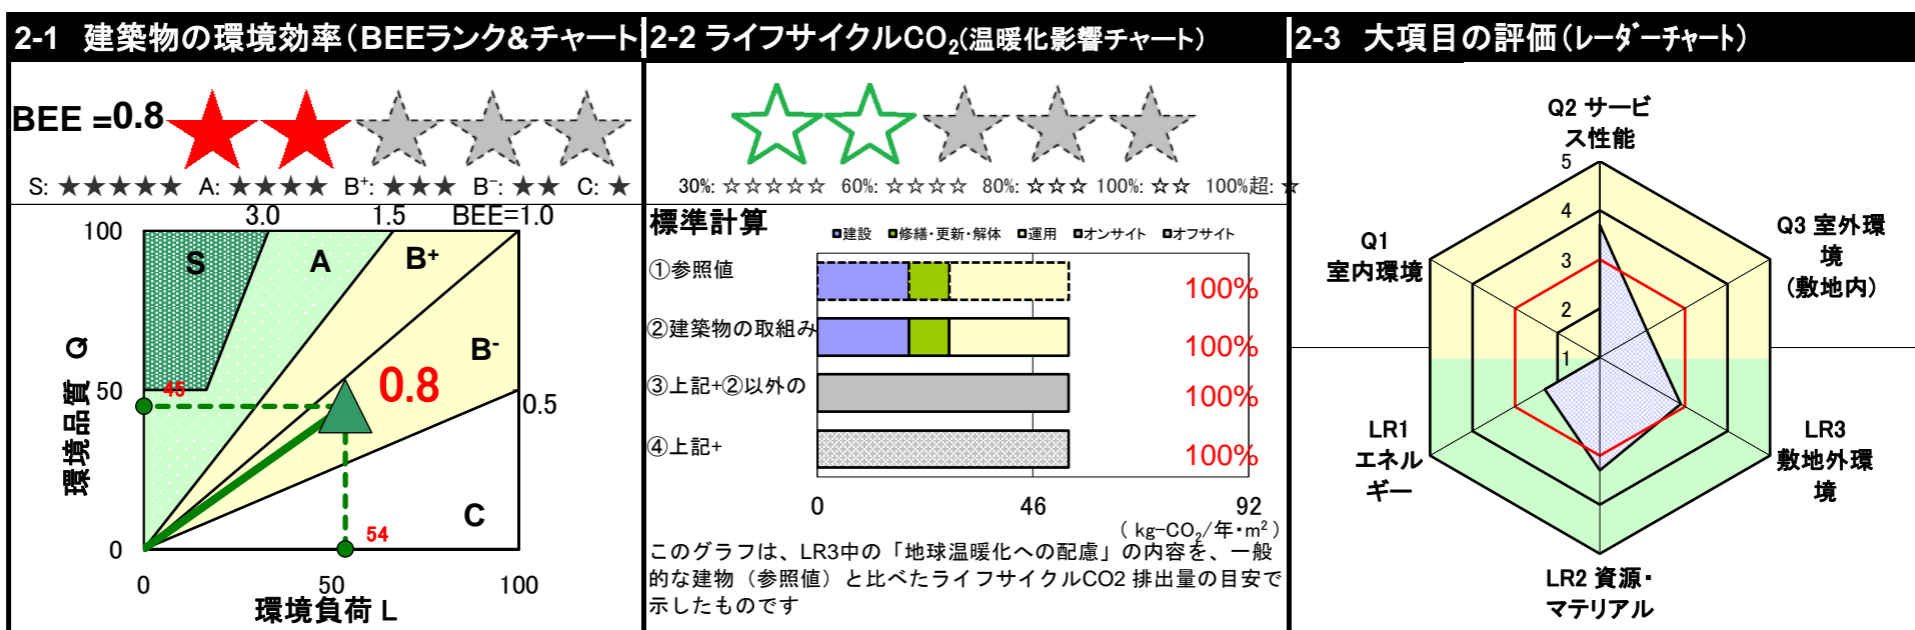 2-1 建築物の環境効率(BEEランク&チャート)
BEE =0.8
S: ★★★★★ A: ★★★★ B⁺: ★★★ B⁻: ★★ C: ★
3.0 1.5 BEE=1.0
100
S A B⁺
B⁻
環境品質 Q
50
45
0.8
0.5
C
54
0
0 50 100
環境負荷 L
2-2 ライフサイクルCO₂(温暖化影響チャート)
30%: ☆☆☆☆☆ 60%: ☆☆☆☆ 80%: ☆☆☆ 100%: ☆☆ 100%超: ☆
標準計算
■建設 ■修繕・更新・解体 □運用 ■オンサイト ■オフサイト
①参照値 100%
②建築物の取組み 100%
③上記+②以外の 100%
④上記+ 100%
0 46 92
( kg-CO₂/年・m² )
このグラフは、LR3中の「地球温暖化への配慮」の内容を、一般
的な建物(参照値)と比べたライフサイクルCO2 排出量の目安で
示したものです
2-3 大項目の評価(レーダーチャート)
Q2 サービ
ス性能
5
4
3
2
1
Q1
室内環境
Q3 室外環
境
(敷地内)
LR1
エネル
ギー
LR3
敷地外環
境
LR2 資源・
マテリアル